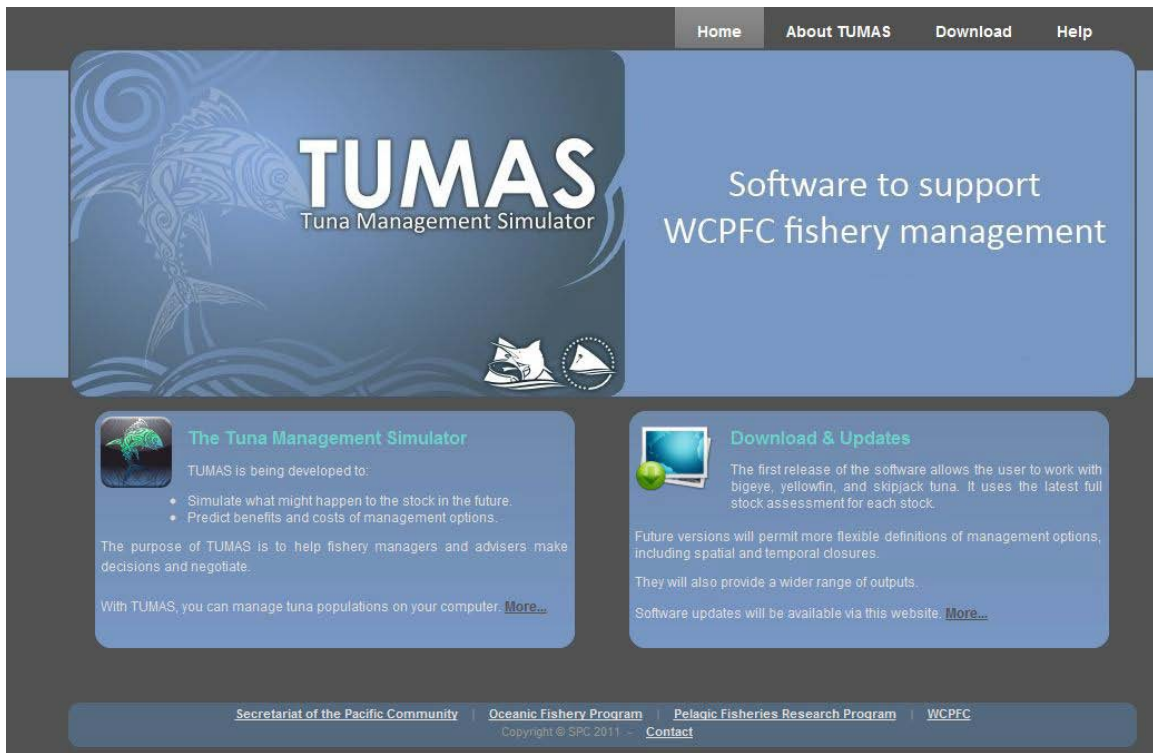 Home About TUMAS Download Help
TUMAS
Tuna Management Simulator
Software to support
WCPFC fishery management
The Tuna Management Simulator
TUMAS is being developed to:
• Simulate what might happen to the stock in the future.
• Predict benefits and costs of management options.
The purpose of TUMAS is to help fishery managers and advisers make
decisions and negotiate.
With TUMAS, you can manage tuna populations on your computer. More...
Download & Updates
The first release of the software allows the user to work with
bigeye, yellowfin, and skipjack tuna. It uses the latest full
stock assessment for each stock.
Future versions will permit more flexible definitions of management options,
including spatial and temporal closures.
They will also provide a wider range of outputs.
Software updates will be available via this website. More...
Secretariat of the Pacific Community | Oceanic Fishery Program | Pelagic Fisheries Research Program | WCPFC
Copyright © SPC 2011 - Contact